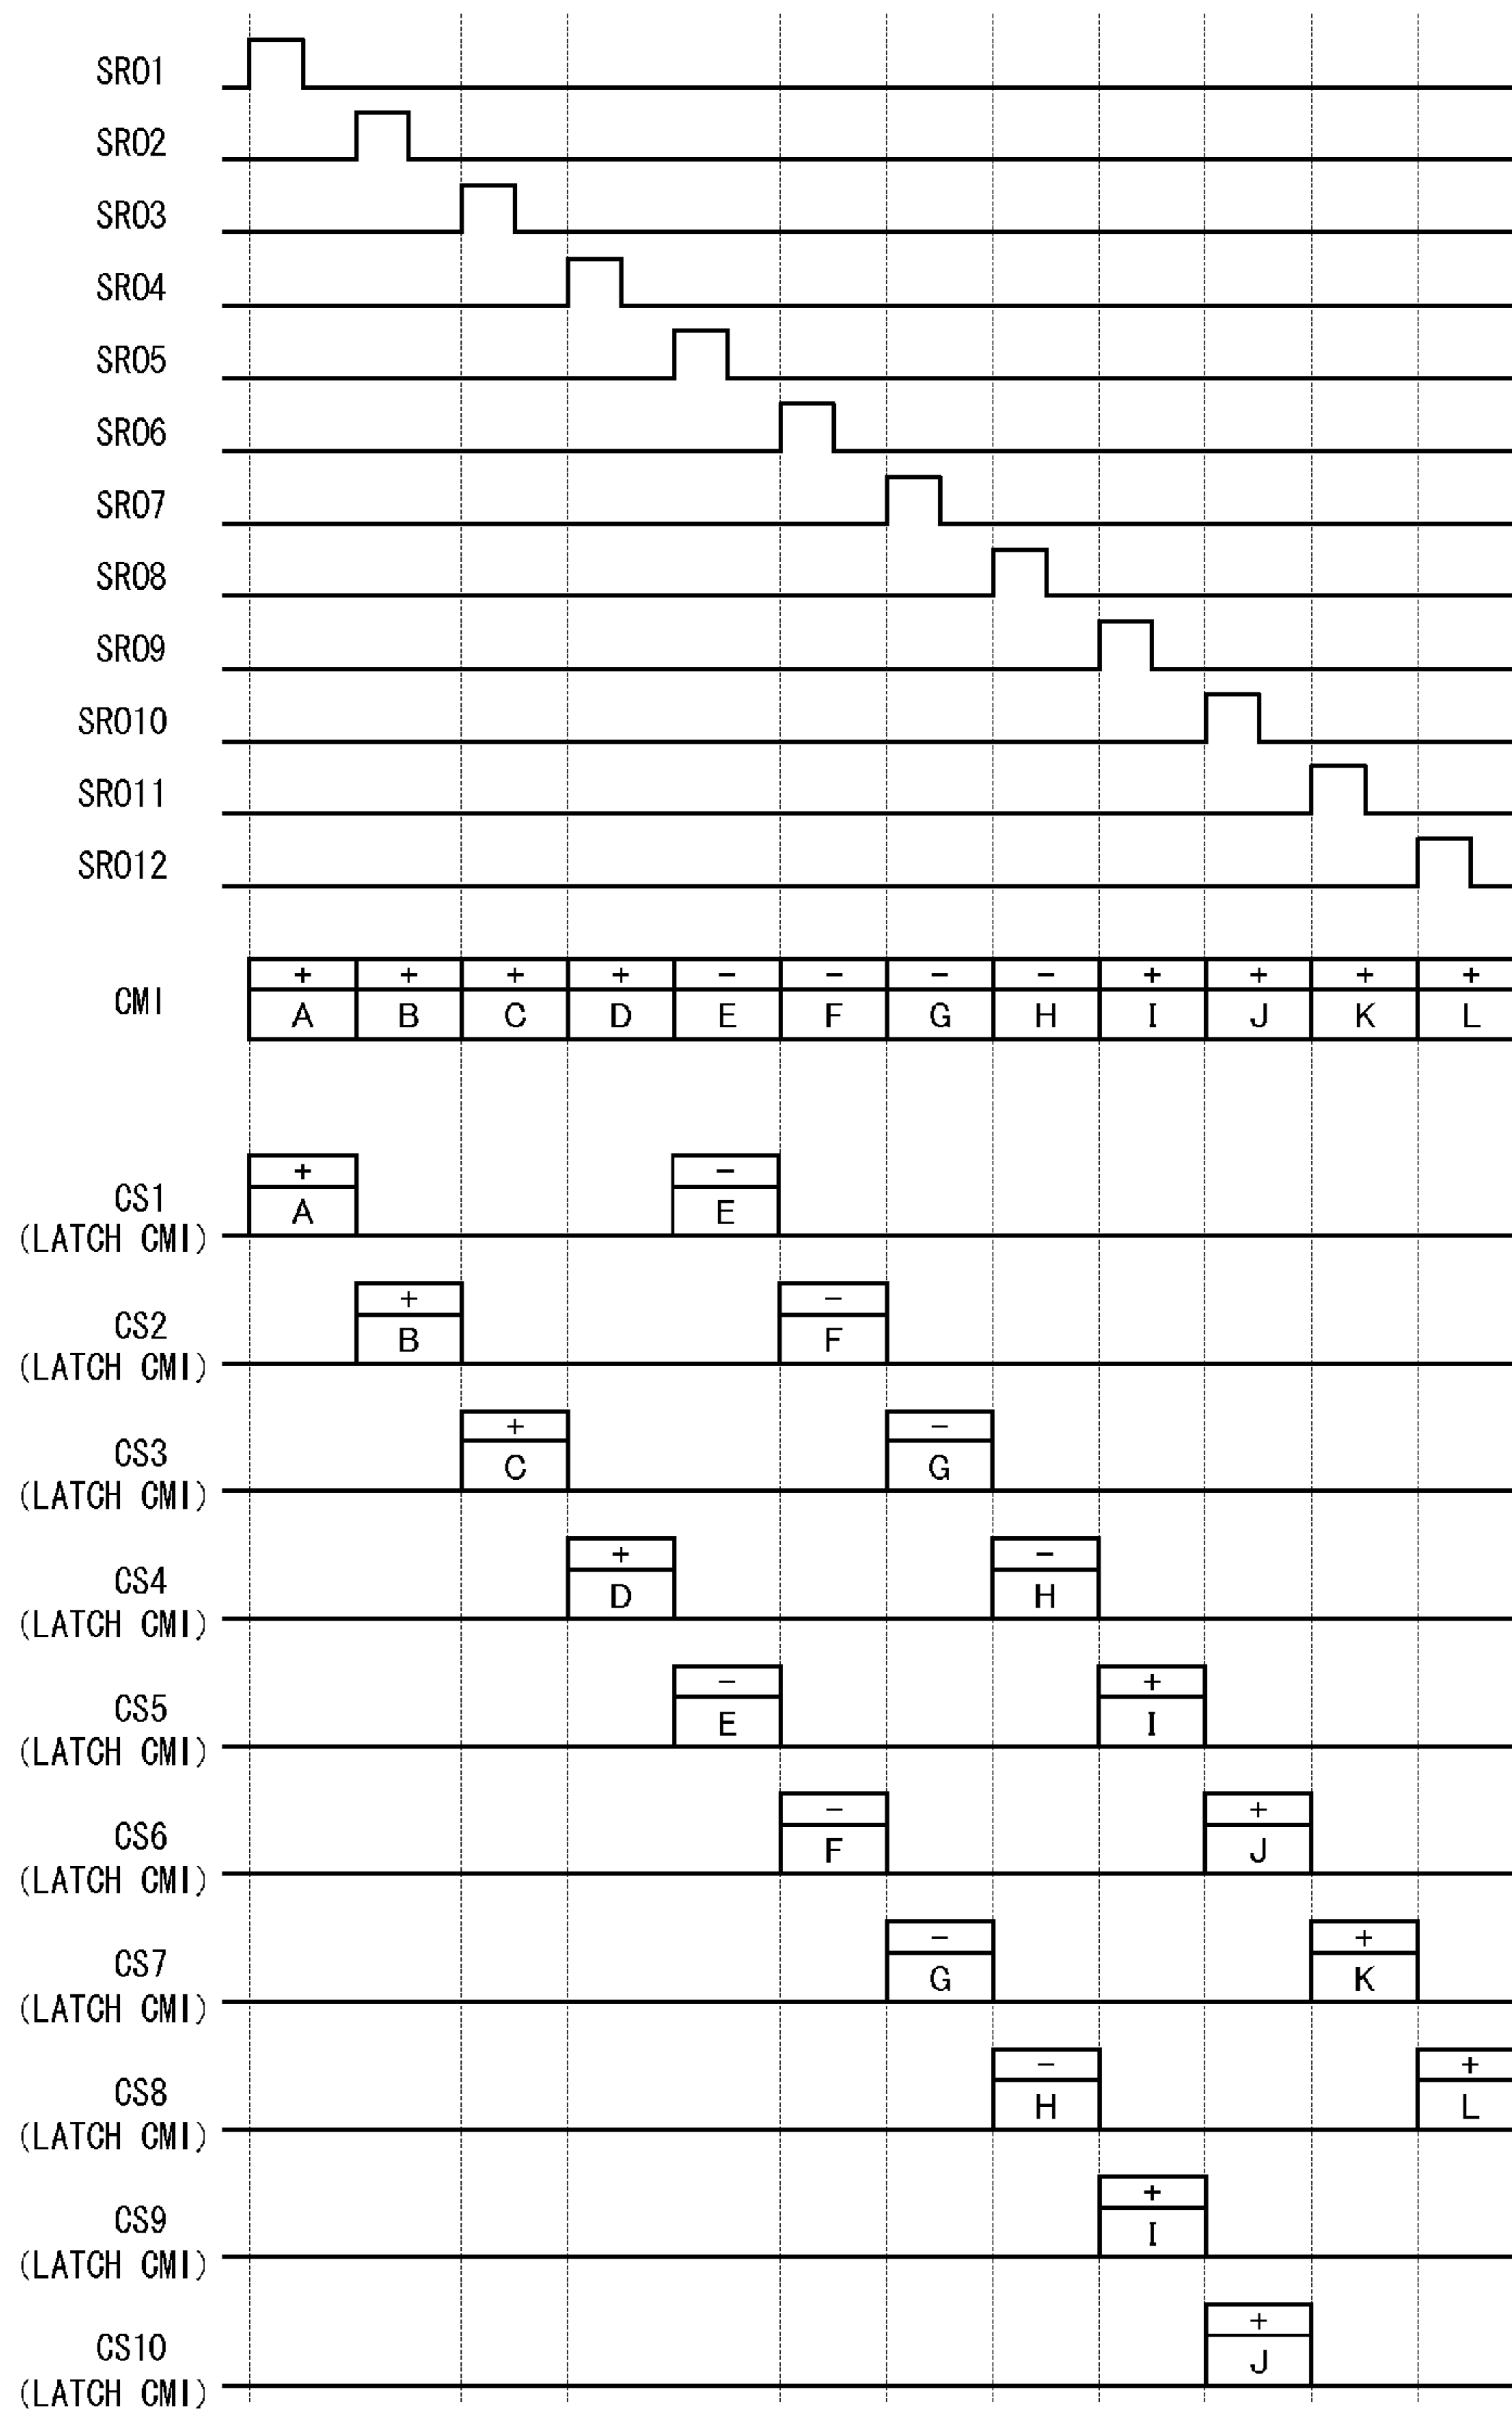 SRO1
SRO2
SRO3
SRO4
SRO5
SRO6
SRO7
SRO8
SRO9
SRO10
SRO11
SRO12
+ + + + − − − − + + + +
CMI A B C D E F G H I J K L
+ −
CS1 A E
(LATCH CMI)
+ −
CS2 B F
(LATCH CMI)
+ −
CS3 C G
(LATCH CMI)
+ −
CS4 D H
(LATCH CMI)
− +
CS5 E I
(LATCH CMI)
− +
CS6 F J
(LATCH CMI)
− +
CS7 G K
(LATCH CMI)
− +
CS8 H L
(LATCH CMI)
+
CS9 I
(LATCH CMI)
+
CS10 J
(LATCH CMI)